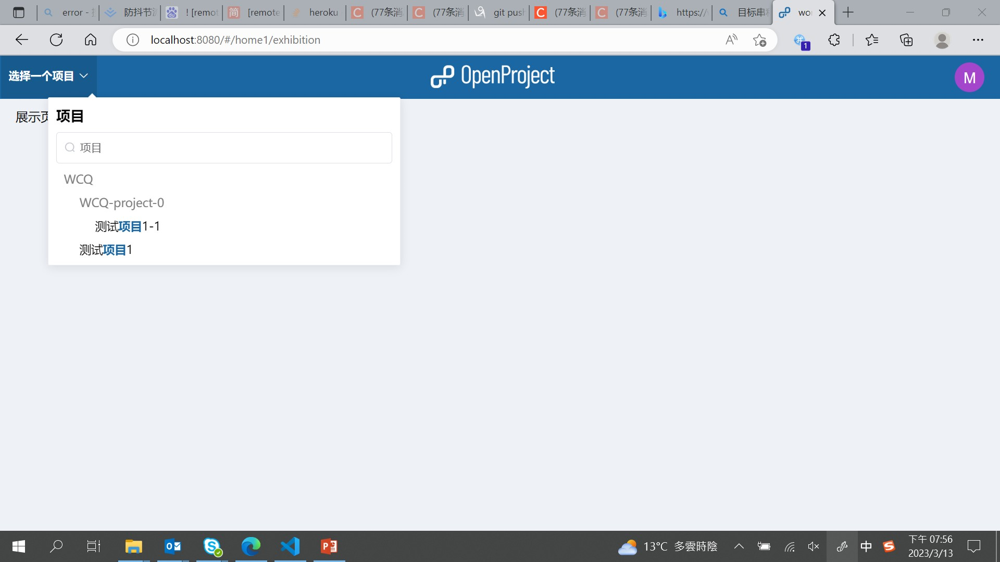 error - 
防抖节
! [remot
[remote
heroku
(77条消
(77条消
git pus
(77条消
(77条消
https://
目标串
wo
localhost:8080/#/home1/exhibition
1
选择一个项目
OpenProject
M
展示页
项目
项目
WCQ
WCQ-project-0
测试项目1-1
测试项目1
13°C 多雲時陰
中
下午 07:56
2023/3/13